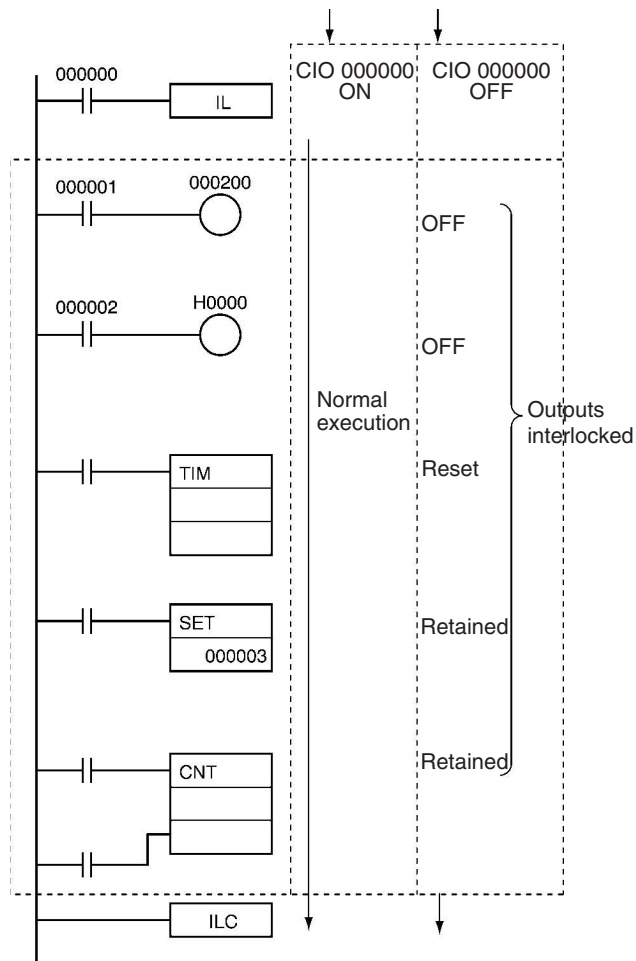 000000
IL
CIO 000000
ON
CIO 000000
OFF
000001
000200
OFF
000002
H0000
OFF
Normal
execution
Outputs
interlocked
TIM
Reset
SET
000003
Retained
CNT
Retained
ILC